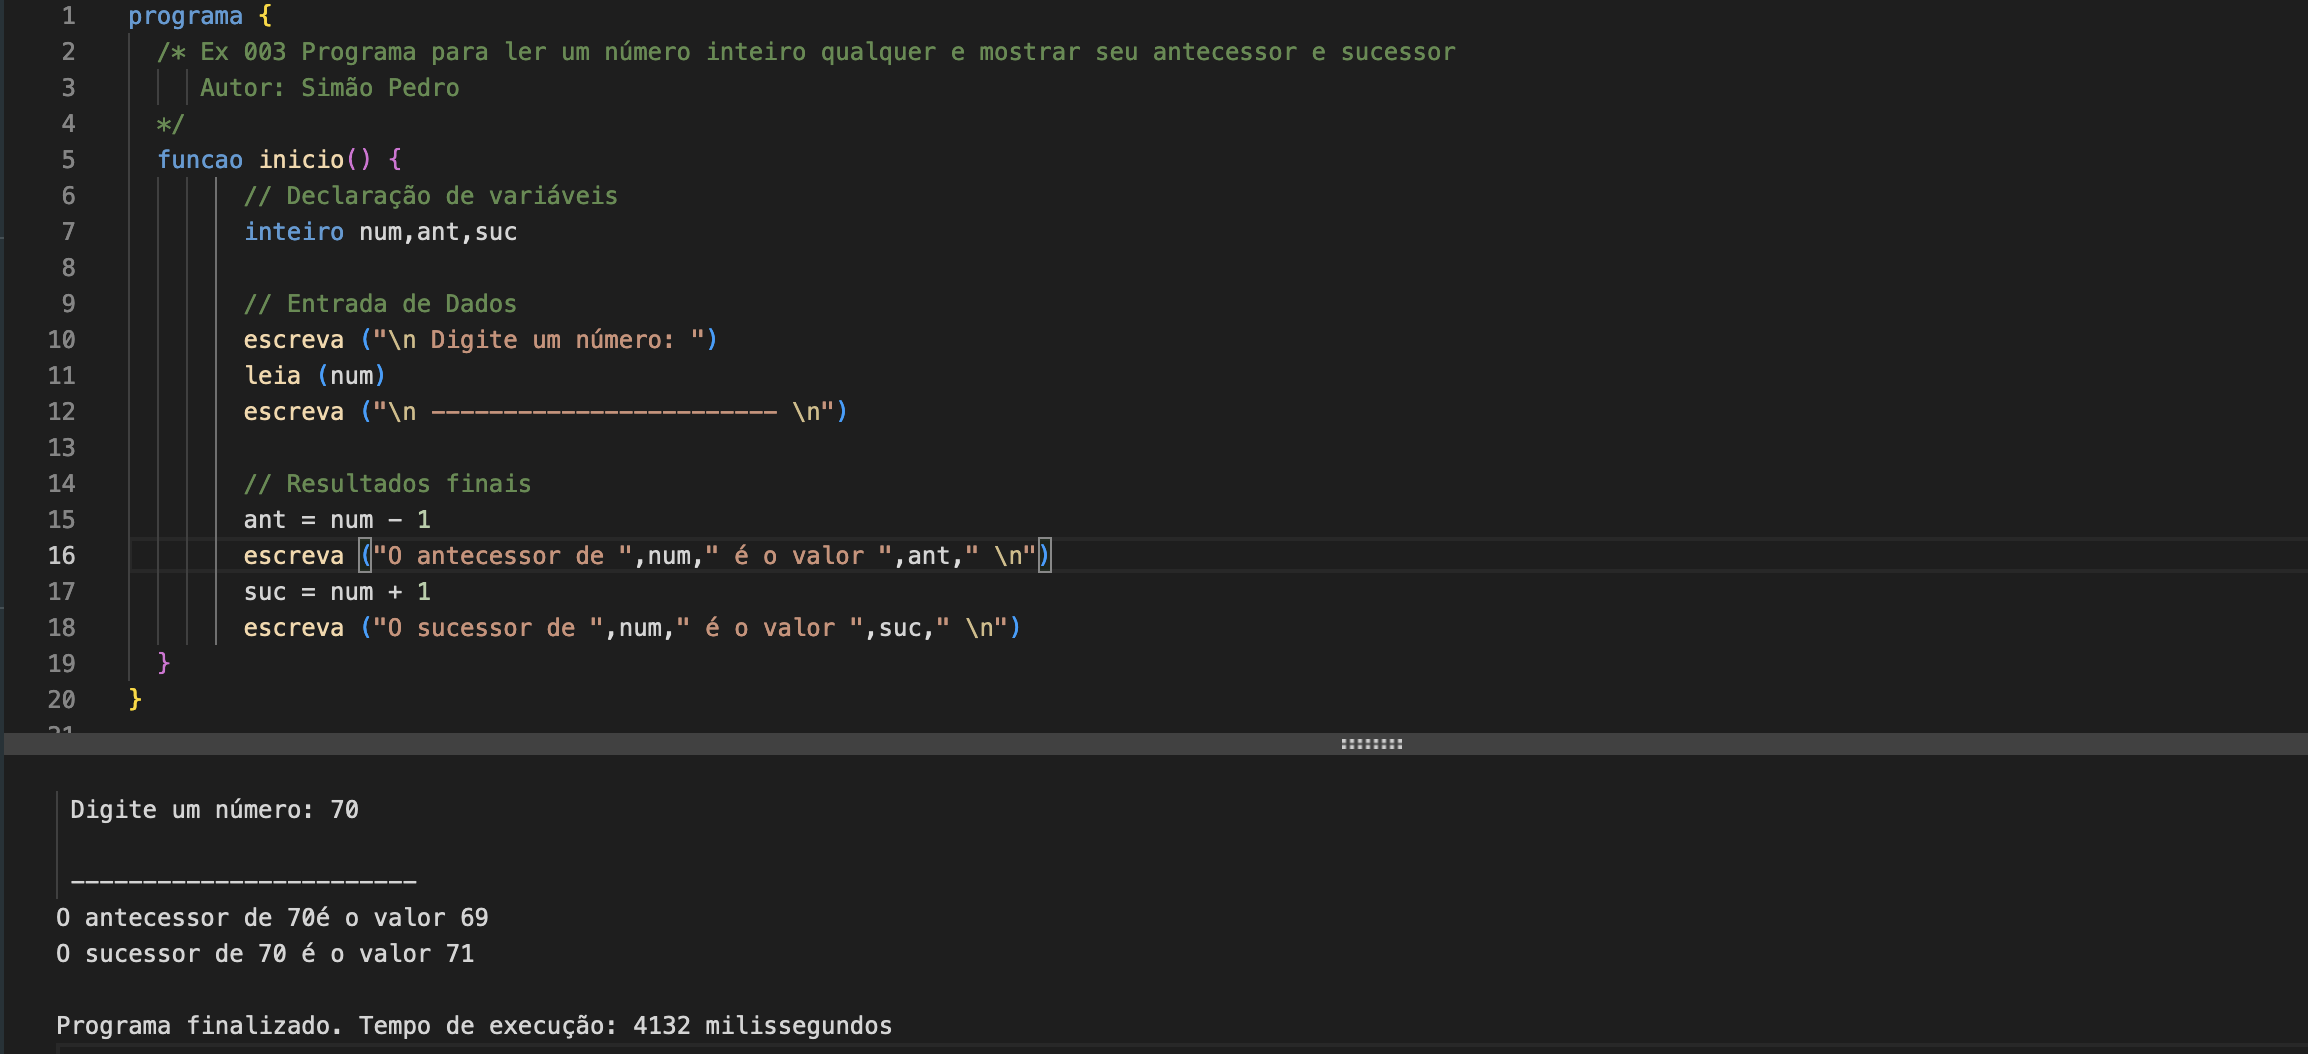 1 programa {
2 /* Ex 003 Programa para ler um número inteiro qualquer e mostrar seu antecessor e sucessor
3 Autor: Simão Pedro
4 */
5 funcao inicio() {
6 // Declaração de variáveis
7 inteiro num,ant,suc
8
9 // Entrada de Dados
10 escreva ("\n Digite um número: ")
11 leia (num)
12 escreva ("\n ------------------------ \n")
13
14 // Resultados finais
15 ant = num - 1
16 escreva ("O antecessor de ",num," é o valor ",ant," \n")
17 suc = num + 1
18 escreva ("O sucessor de ",num," é o valor ",suc," \n")
19 }
20 }
21
Digite um número: 70
------------------------
O antecessor de 70é o valor 69
O sucessor de 70 é o valor 71
Programa finalizado. Tempo de execução: 4132 milissegundos